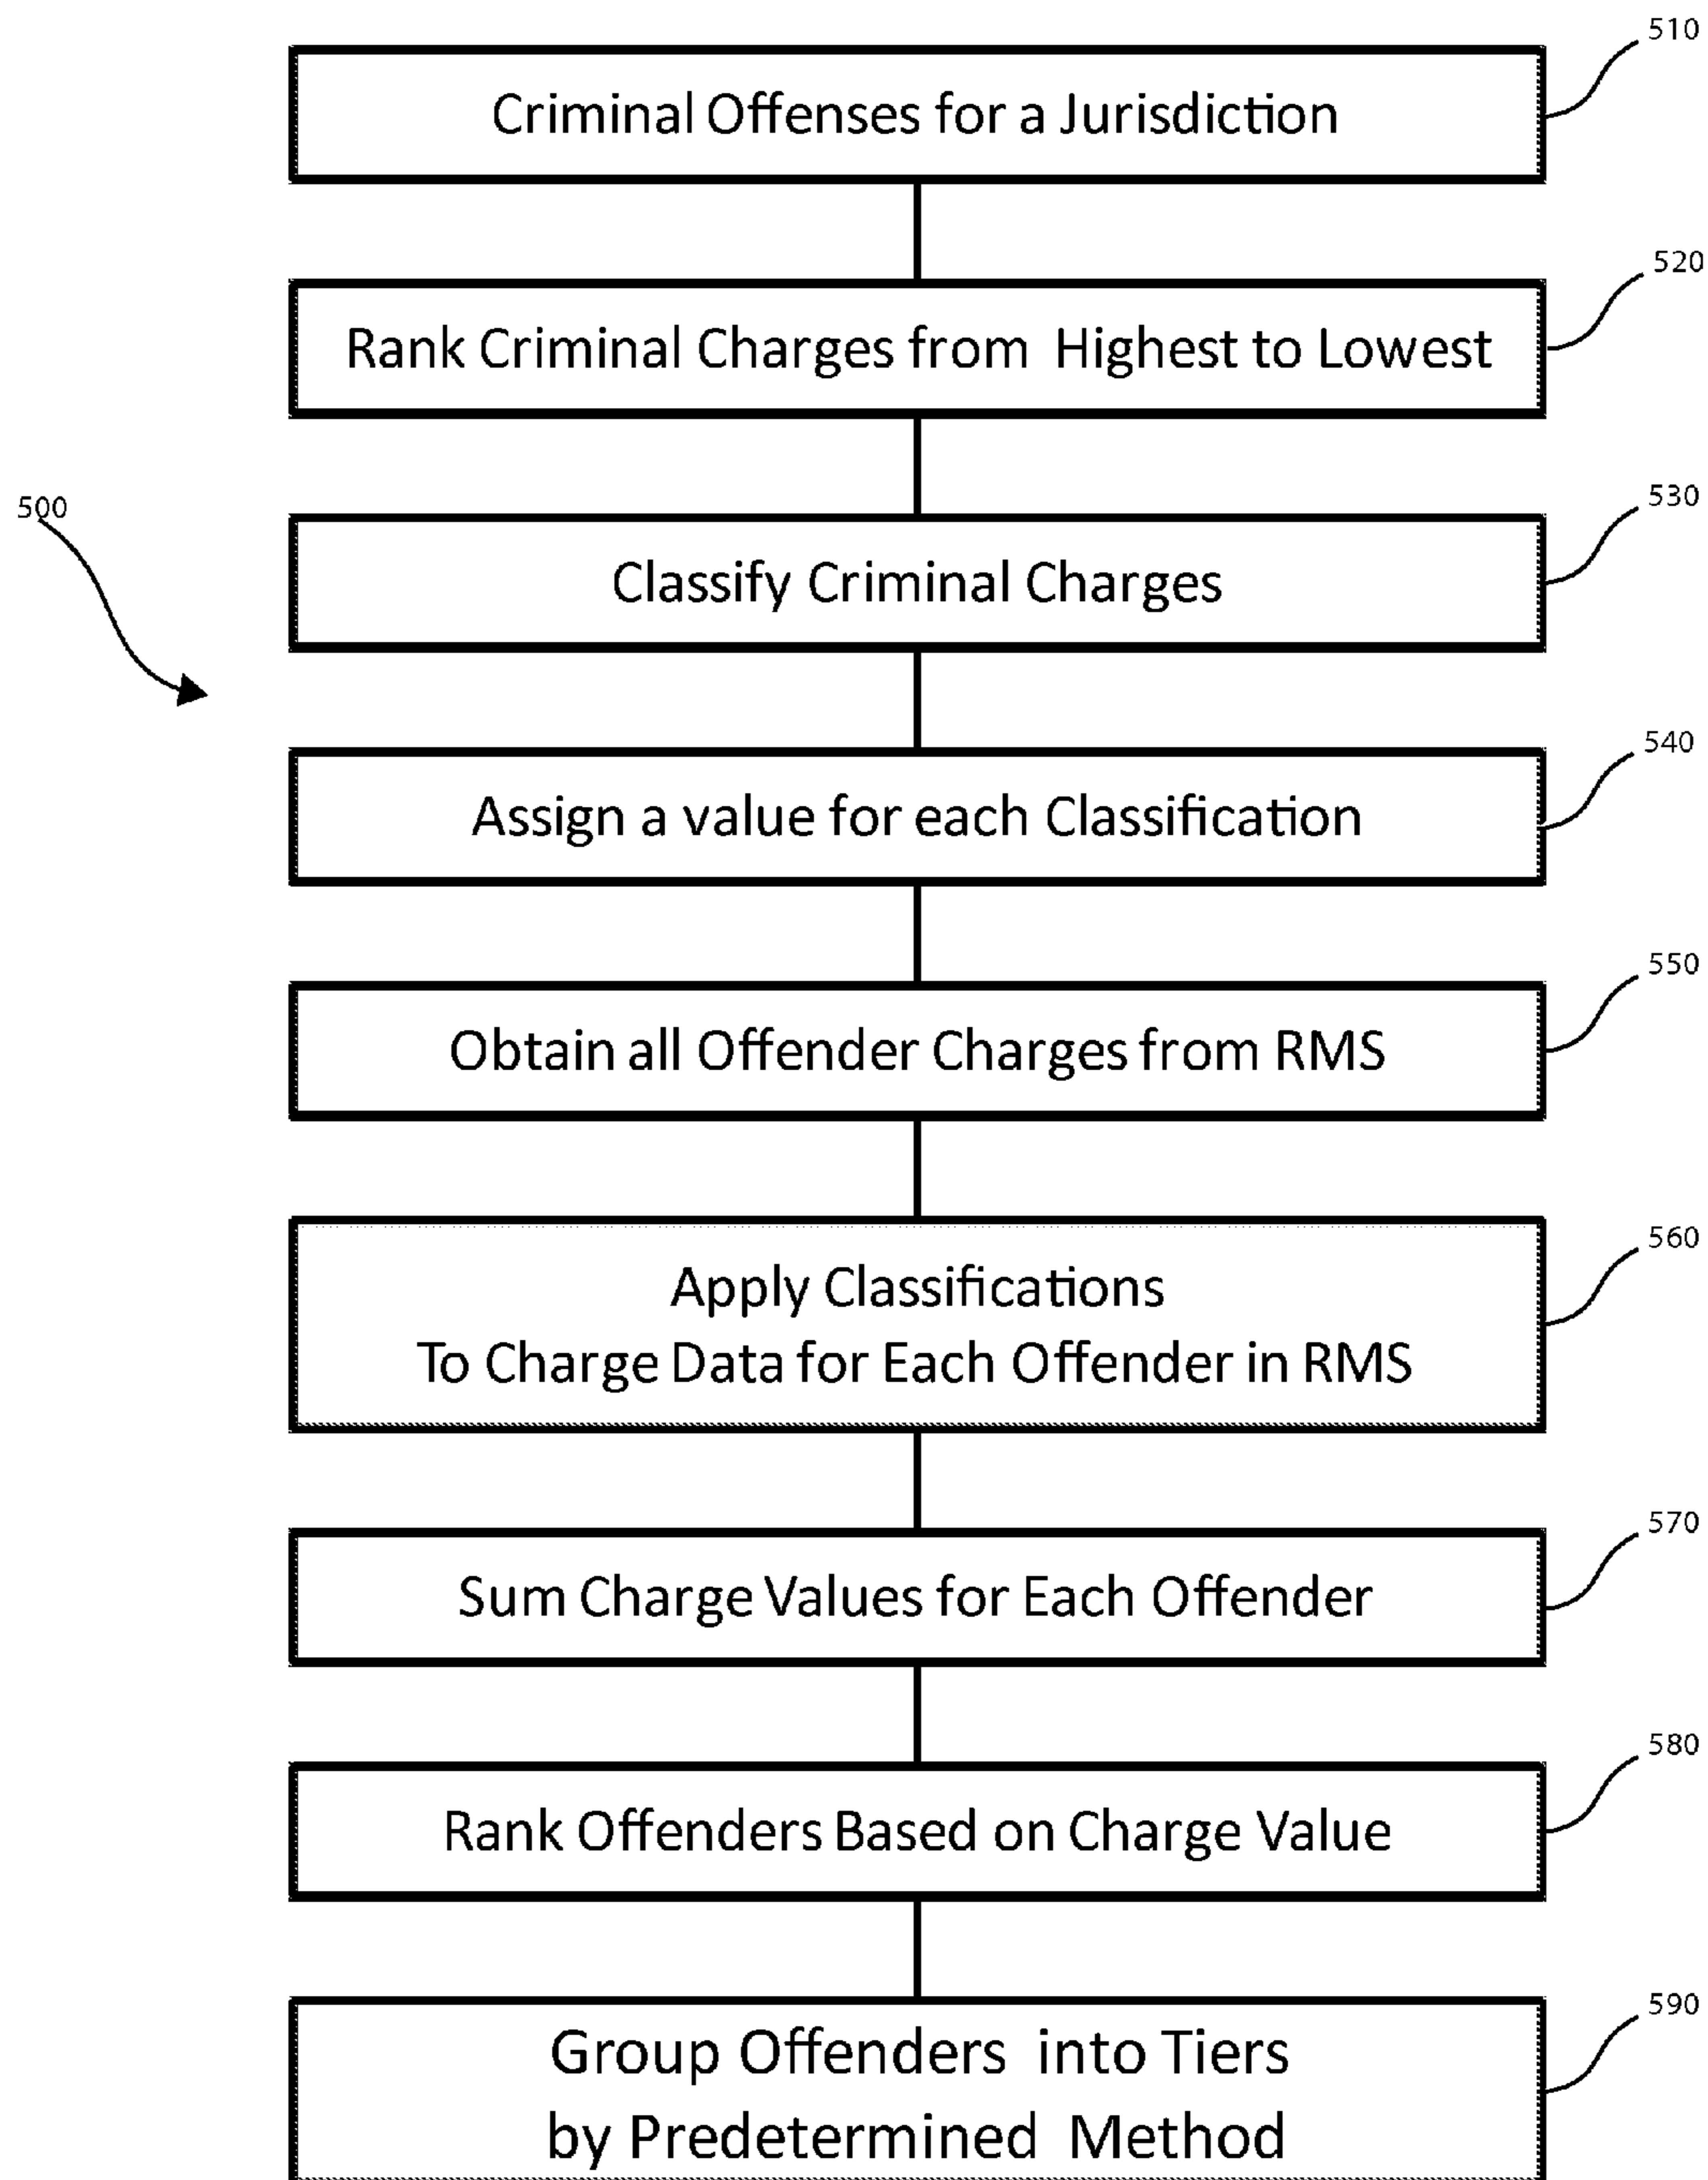 510
Criminal Offenses for a Jurisdiction
520
Rank Criminal Charges from Highest to Lowest
530
500
Classify Criminal Charges
540
Assign a value for each Classification
550
Obtain all Offender Charges from RMS
560
Apply Classifications
To Charge Data for Each Offender in RMS
570
Sum Charge Values for Each Offender
580
Rank Offenders Based on Charge Value
590
Group Offenders into Tiers
by Predetermined Method